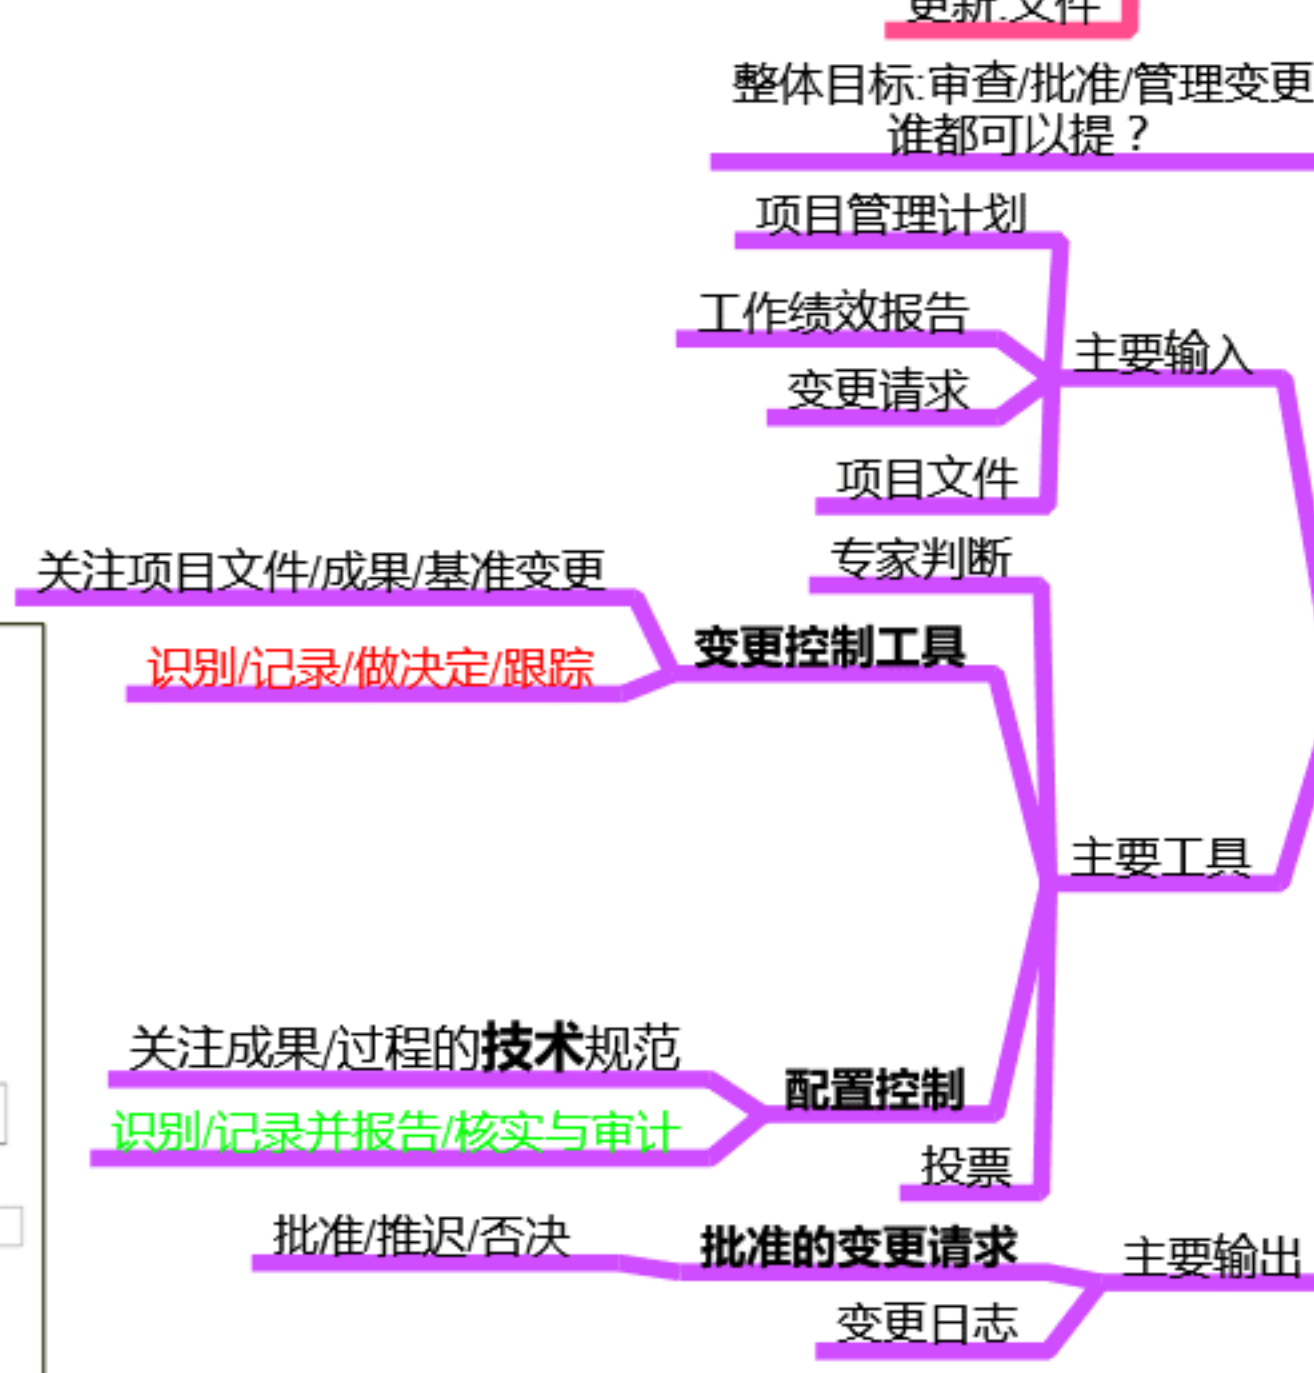 更新:文件
整体目标:审查/批准/管理变更
谁都可以提？
项目管理计划
工作绩效报告
主要输入
变更请求
项目文件
专家判断
关注项目文件/成果/基准变更
变更控制工具
识别/记录/做决定/跟踪
主要工具
关注成果/过程的技术规范
配置控制
识别/记录并报告/核实与审计
投票
批准/推迟/否决
批准的变更请求
主要输出
变更日志